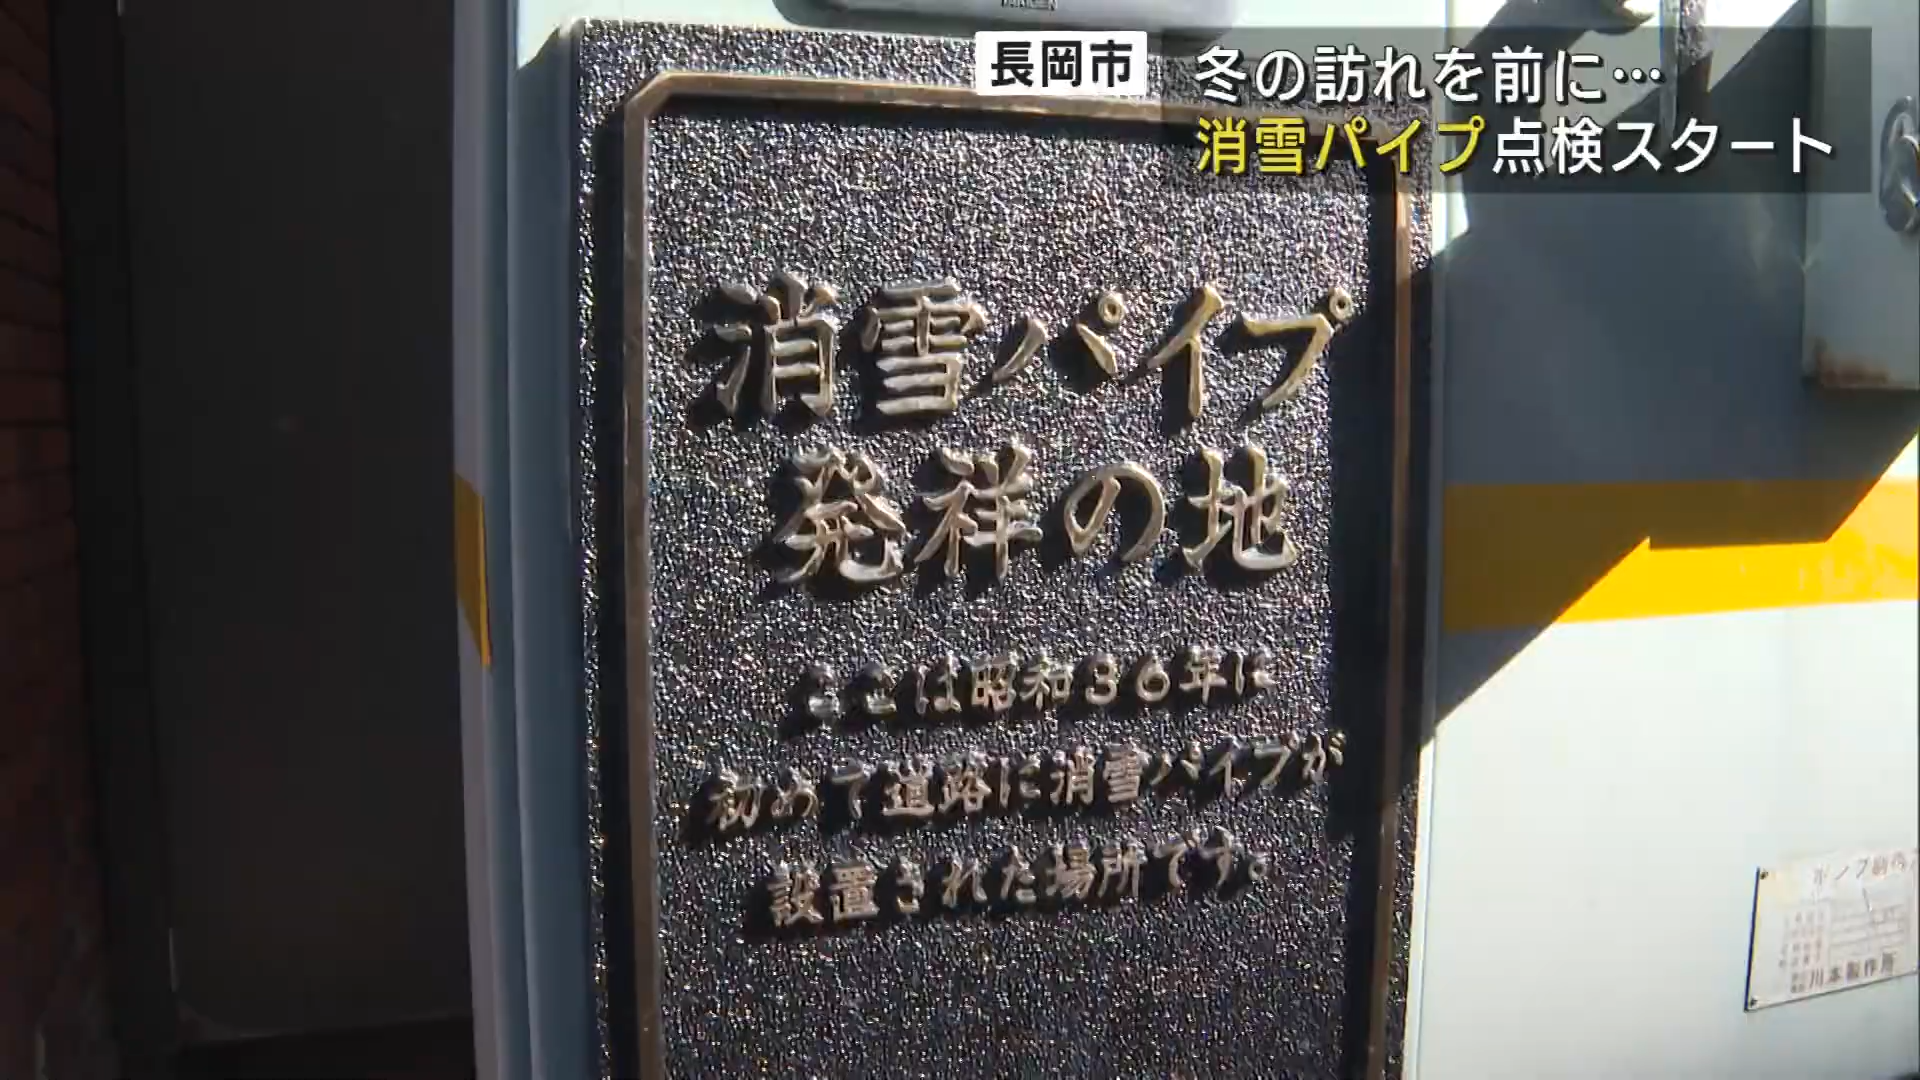 長岡市
冬の訪れを前に…
消雪パイプ点検スタート
消雪パイプ
発祥の地
ここは昭和36年に
初めて道路に消雪パイプが
設置された場所です。
川本製作所